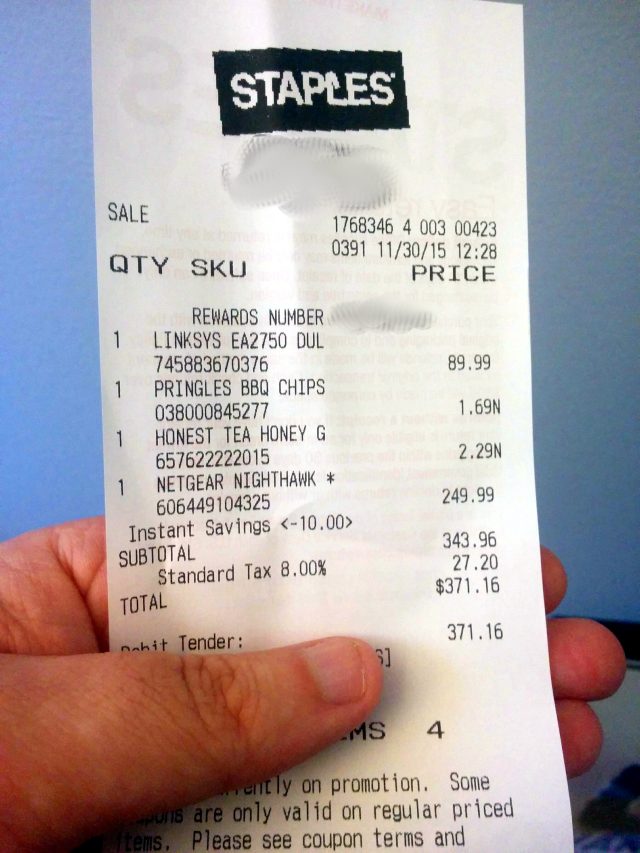 STAPLES
SALE
1768346 4 003 00423
0391 11/30/15 12:28
QTY SKU PRICE
REWARDS NUMBER
1 LINKSYS EA2750 DUL
745883670376 89.99
1 PRINGLES BBQ CHIPS
038000845277 1.69N
1 HONEST TEA HONEY G
657622222015 2.29N
1 NETGEAR NIGHTHAWK *
606449104325 249.99
Instant Savings <-10.00>
SUBTOTAL 343.96
Standard Tax 8.00% 27.20
TOTAL $371.16
Debit Tender: 371.16
S]
MS 4
on promotion. Some
are only valid on regular priced
items. Please see coupon terms and